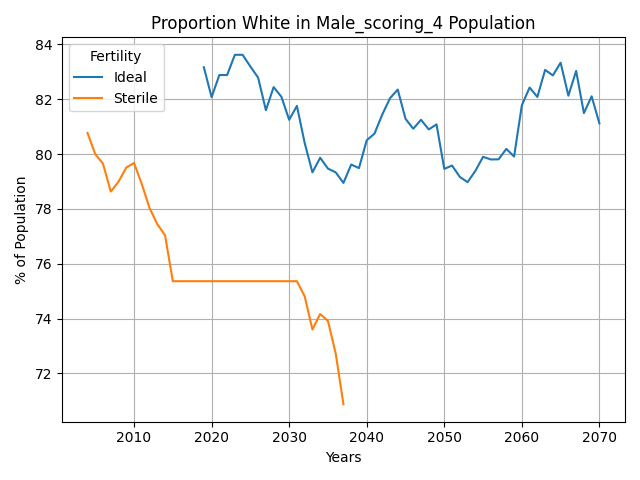 Proportion White in Male_scoring_4 Population
Fertility
Ideal
Sterile
% of Population
84
82
80
78
76
74
72
2010
2020
2030
2040
2050
2060
2070
Years